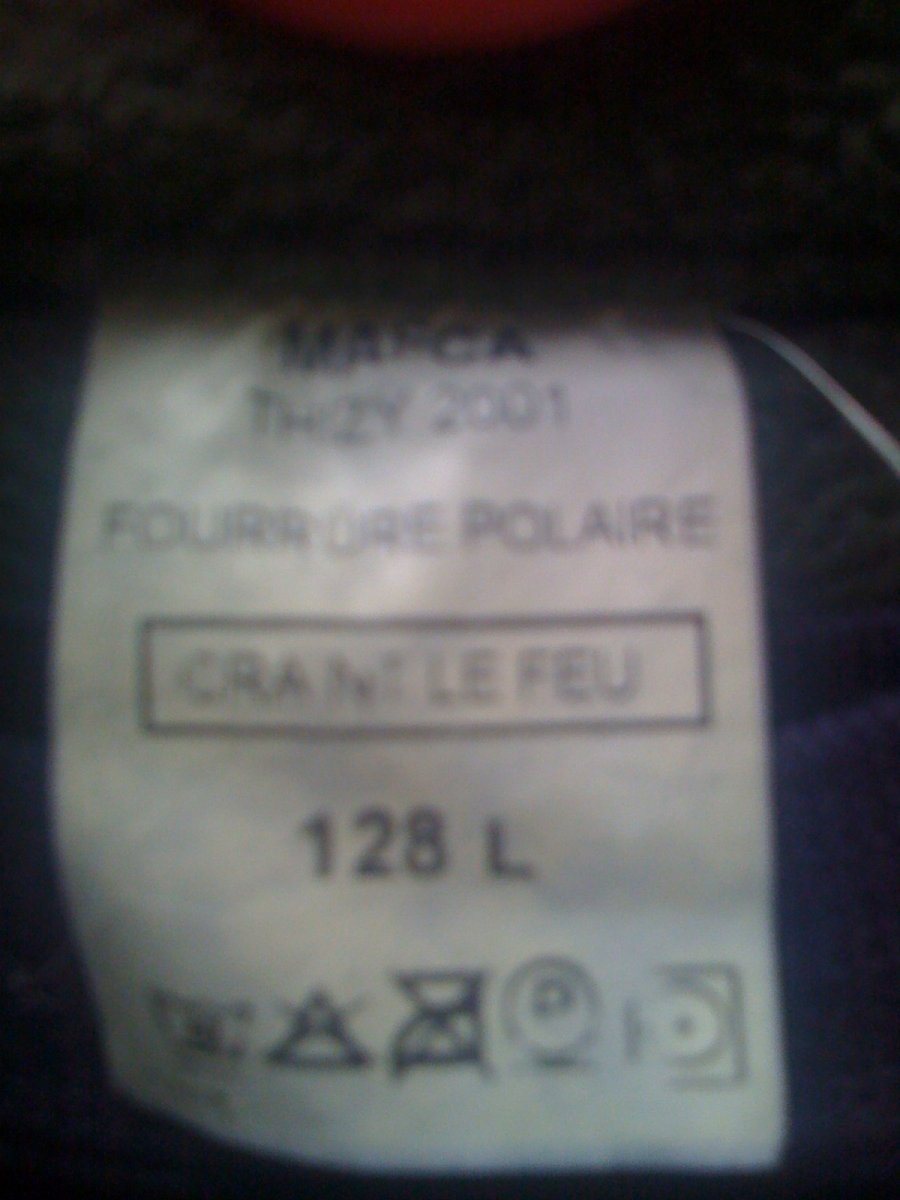 THIZY 2001
FOURRURE POLAIRE
CRAINT LE FEU
128 L
P